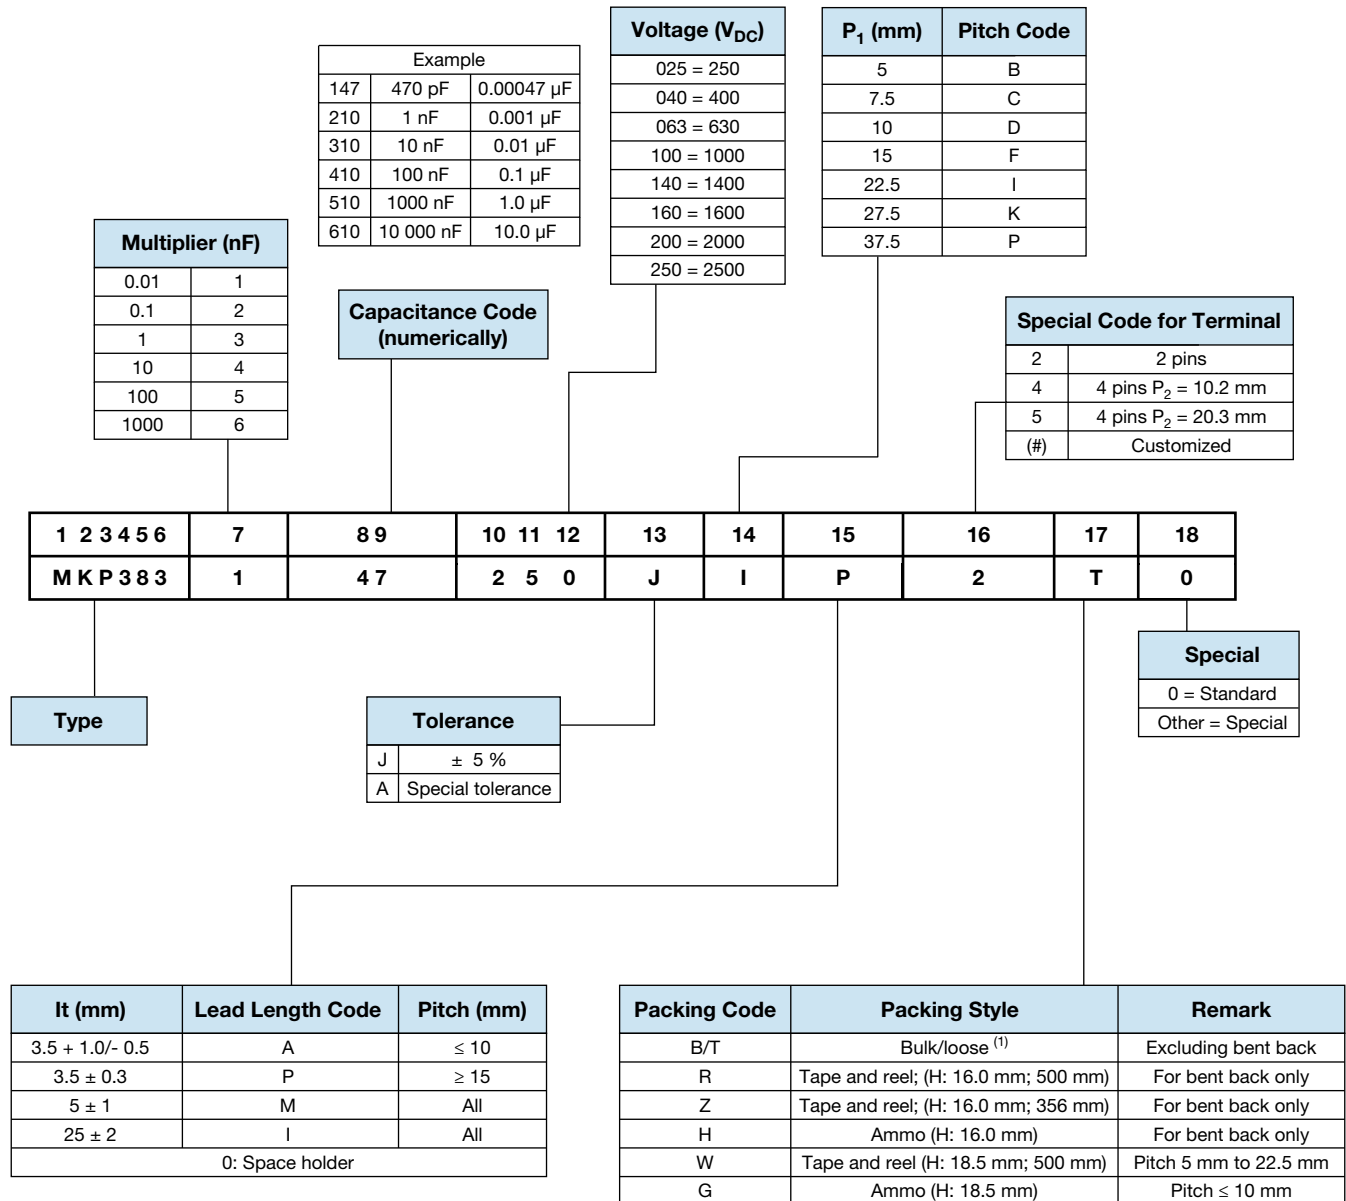 Voltage (VDC)
025 = 250
040 = 400
063 = 630
100 = 1000
140 = 1400
160 = 1600
200 = 2000
250 = 2500
P1 (mm) Pitch Code
5 B
7.5 C
10 D
15 F
22.5 I
27.5 K
37.5 P
Example
147 470 pF 0.00047 µF
210 1 nF 0.001 µF
310 10 nF 0.01 µF
410 100 nF 0.1 µF
510 1000 nF 1.0 µF
610 10 000 nF 10.0 µF
Multiplier (nF)
0.01 1
0.1 2
1 3
10 4
100 5
1000 6
Capacitance Code
(numerically)
Special Code for Terminal
2 2 pins
4 4 pins P2 = 10.2 mm
5 4 pins P2 = 20.3 mm
(#) Customized
1 2 3 4 5 6 7 8 9 10 11 12 13 14 15 16 17 18
M K P 3 8 3 1 4 7 2 5 0 J I P 2 T 0
Type
Tolerance
J ± 5 %
A Special tolerance
Special
0 = Standard
Other = Special
lt (mm) Lead Length Code Pitch (mm)
3.5 + 1.0/- 0.5 A ≤ 10
3.5 ± 0.3 P ≥ 15
5 ± 1 M All
25 ± 2 I All
0: Space holder
Packing Code Packing Style Remark
B/T Bulk/loose (1) Excluding bent back
R Tape and reel; (H: 16.0 mm; 500 mm) For bent back only
Z Tape and reel; (H: 16.0 mm; 356 mm) For bent back only
H Ammo (H: 16.0 mm) For bent back only
W Tape and reel (H: 18.5 mm; 500 mm) Pitch 5 mm to 22.5 mm
G Ammo (H: 18.5 mm) Pitch ≤ 10 mm